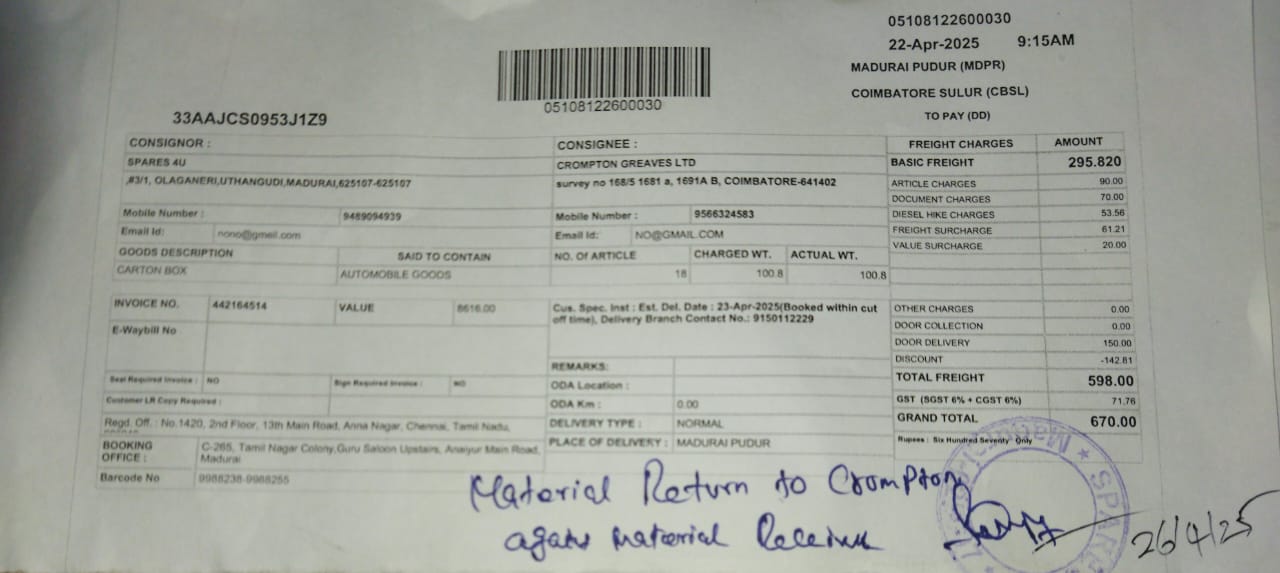 05108122600030
22-Apr-2025 9:15AM
MADURAI PUDUR (MDPR)
COIMBATORE SULUR (CBSL)
TO PAY (DD)
05108122600030
33AAJCS0953J1Z9
CONSIGNOR : CONSIGNEE : FREIGHT CHARGES AMOUNT
SPARES 4U CROMPTON GREAVES LTD BASIC FREIGHT 295.820
,#3/1, OLAGANERI,UTHANGUDI,MADURAI,625107-625107 survey no 168/5 1681 a, 1691A B, COIMBATORE-641402 ARTICLE CHARGES 90.00
DOCUMENT CHARGES 70.00
Mobile Number : 9489094939 Mobile Number : 9566324583 DIESEL HIKE CHARGES 53.56
Email Id: nono@gmail.com Email Id: NO@GMAIL.COM FREIGHT SURCHARGE 61.21
GOODS DESCRIPTION SAID TO CONTAIN NO. Of ARTICLE CHARGED WT. ACTUAL WT. VALUE SURCHARGE 20.00
CARTON BOX AUTOMOBILE GOODS 18 100.8 100.8
INVOICE NO. 442164514 VALUE 8616.00 Cus. Spec. Inst : Est. Del. Date : 23-Apr-2025(Booked within cut OTHER CHARGES 0.00
off time), Delivery Branch Contact No.: 9150112229 DOOR COLLECTION 0.00
E-Waybill No DOOR DELIVERY 150.00
REMARKS: DISCOUNT -142.81
Seal Required Invoice : NO Sign Required Invoice : NO ODA Location : TOTAL FREIGHT 598.00
Customer LR Copy Required : ODA Km : 0.00 GST (SGST 6% + CGST 6%) 71.76
Regd. Off. : No.1420, 2nd Floor, 13th Main Road, Anna Nagar, Chennai, Tamil Nadu, DELIVERY TYPE : NORMAL GRAND TOTAL 670.00
BOOKING OFFICE : C-265, Tamil Nagar Colony,Guru Saloon Upstairs, Anaiyur Main Road, Madurai PLACE OF DELIVERY : MADURAI PUDUR Rupees : Six Hundred Seventy Only
Barcode No 9988238-9988255
Material Return to Crompton
agains material Receive
26/4/25
SPARES